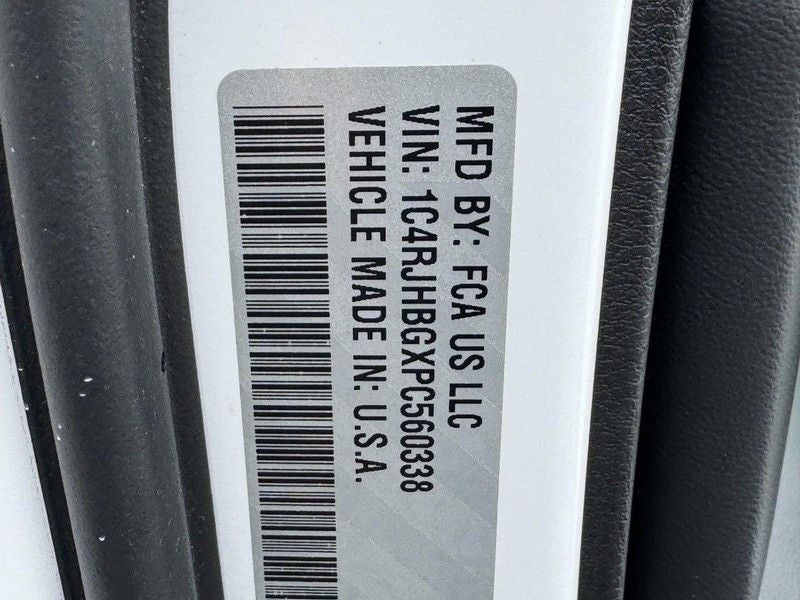 MFD BY: FCA US LLC
VIN: 1C4RJHBGXPC560338
VEHICLE MADE IN: U.S.A.